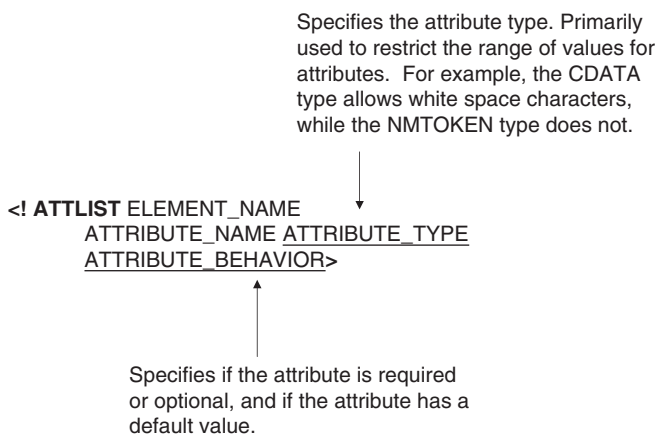 Specifies the attribute type. Primarily
used to restrict the range of values for
attributes.  For example, the CDATA
type allows white space characters,
while the NMTOKEN type does not.
<! ATTLIST ELEMENT_NAME
ATTRIBUTE_NAME ATTRIBUTE_TYPE
ATTRIBUTE_BEHAVIOR>
Specifies if the attribute is required
or optional, and if the attribute has a
default value.